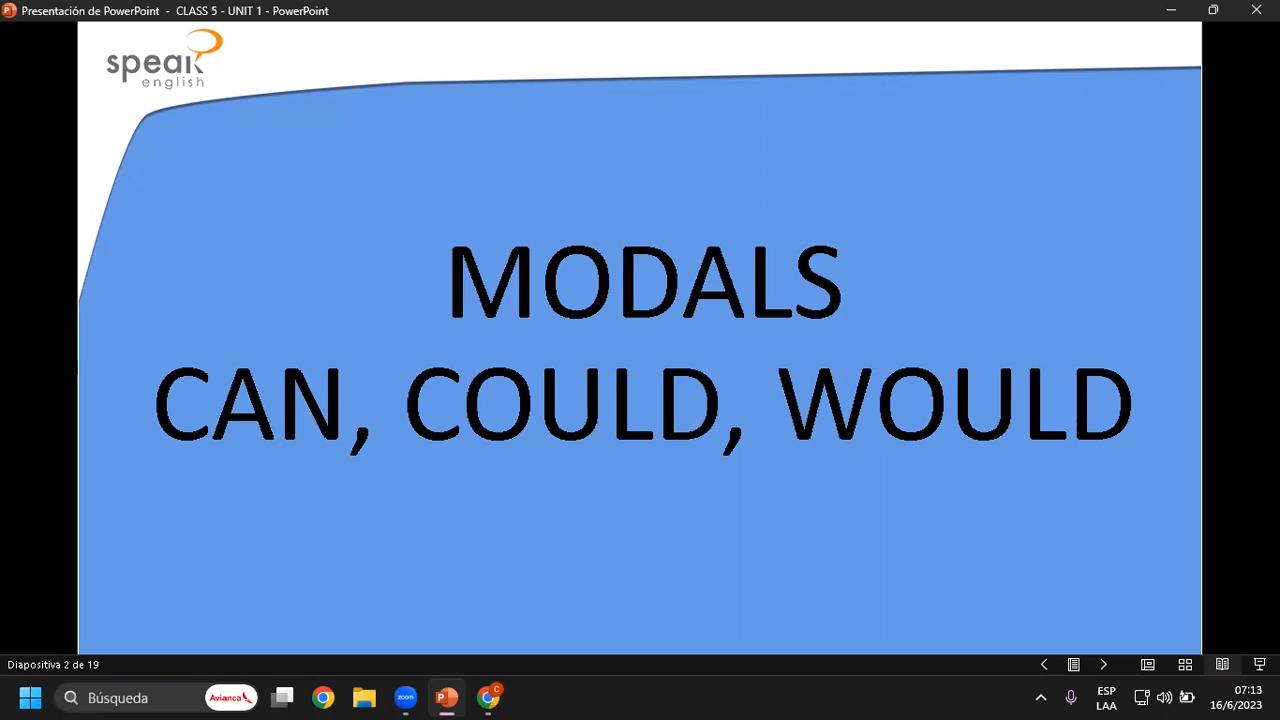 Presentación de PowerPoint - CLASS 5 - UNIT 1 - PowerPoint
speak
english
MODALS
CAN, COULD, WOULD
Diapositiva 2 de 19
Búsqueda
Avianca
zoom
C
ESP
LAA
07:13
16/6/2023